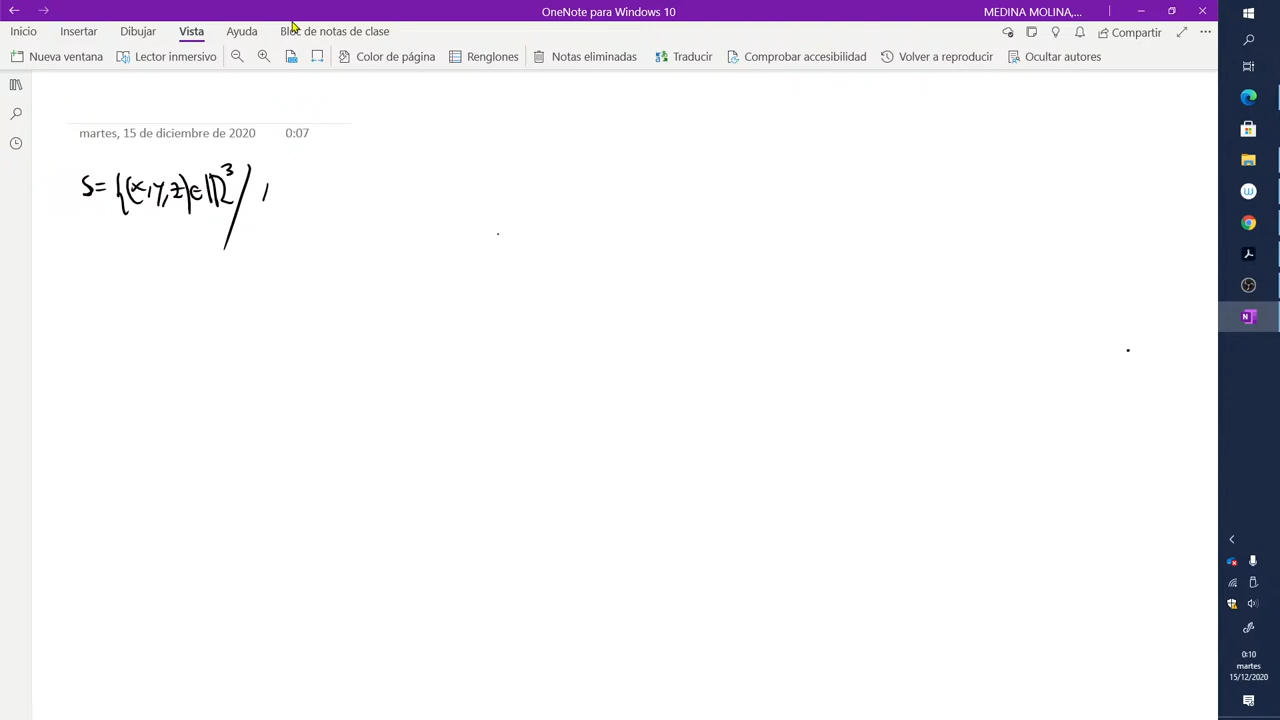 OneNote para Windows 10
MEDINA MOLINA,...
Inicio Insertar Dibujar Vista Ayuda Bloc de notas de clase
Compartir
Nueva ventana Lector inmersivo Color de página Renglones Notas eliminadas Traducir Comprobar accesibilidad Volver a reproducir Ocultar autores
martes, 15 de diciembre de 2020 0:07
S= {(x,y,z)∈ℝ³ /
0:10
martes
15/12/2020